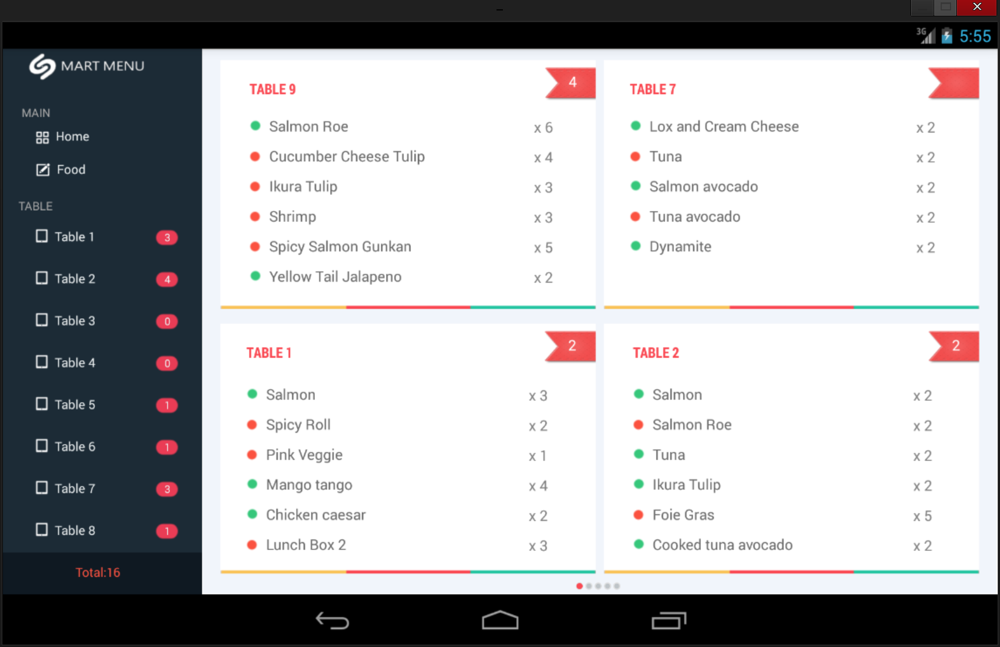 3G 5:55
MART MENU
MAIN
Home
Food
TABLE
Table 1 3
Table 2 4
Table 3 0
Table 4 0
Table 5 1
Table 6 1
Table 7 3
Table 8 1
Total:16
TABLE 9 4
Salmon Roe x 6
Cucumber Cheese Tulip x 4
Ikura Tulip x 3
Shrimp x 3
Spicy Salmon Gunkan x 5
Yellow Tail Jalapeno x 2
TABLE 7
Lox and Cream Cheese x 2
Tuna x 2
Salmon avocado x 2
Tuna avocado x 2
Dynamite x 2
TABLE 1 2
Salmon x 3
Spicy Roll x 2
Pink Veggie x 1
Mango tango x 4
Chicken caesar x 2
Lunch Box 2 x 3
TABLE 2 2
Salmon x 2
Salmon Roe x 2
Tuna x 2
Ikura Tulip x 2
Foie Gras x 5
Cooked tuna avocado x 2